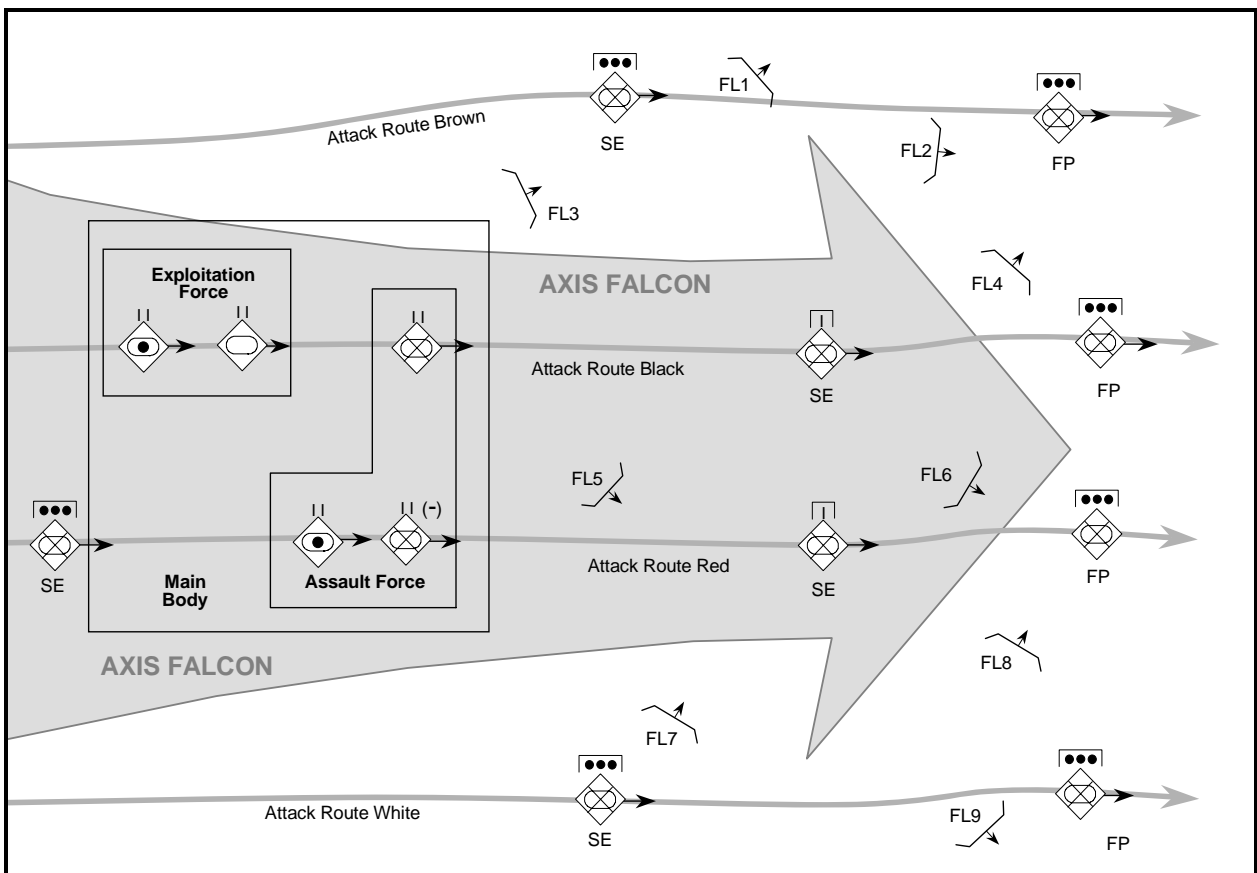 FL1
Attack Route Brown
SE
FL2
FP
FL3
Exploitation
Force
AXIS FALCON
FL4
I I
I I
I I
I
Attack Route Black
SE
FP
FL5
FL6
I I
I I (-)
I
SE
Main
Body
Assault Force
Attack Route Red
SE
FP
AXIS FALCON
FL8
FL7
Attack Route White
SE
FL9
FP